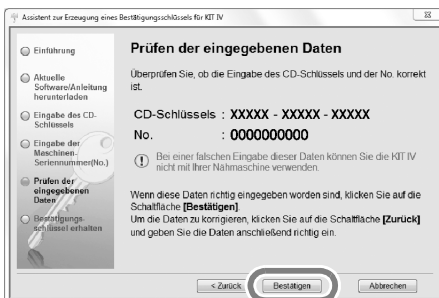 Assistent zur Erzeugung eines Bestätigungsschlüssels für KIT IV
Einführung
Aktuelle
Software/Anleitung
herunterladen
Eingabe des CD-
Schlüssels
Eingabe der
Maschinen-
Seriennummer(No.)
Prüfen der
eingegebenen
Daten
Bestätigungs-
schlüssel erhalten
Prüfen der eingegebenen Daten
Überprüfen Sie, ob die Eingabe des CD-Schlüssels und der No. korrekt
ist.
CD-Schlüssels : XXXXX - XXXXX - XXXXX
No. : 0000000000
Bei einer falschen Eingabe dieser Daten können Sie die KIT IV
nicht mit Ihrer Nähmaschine verwenden.
Wenn diese Daten richtig eingegeben worden sind, klicken Sie auf die
Schaltfläche [Bestätigen].
Um die Daten zu korrigieren, klicken Sie auf die Schaltfläche [Zurück]
und geben Sie die Daten anschließend richtig ein.
< Zurück Bestätigen Abbrechen